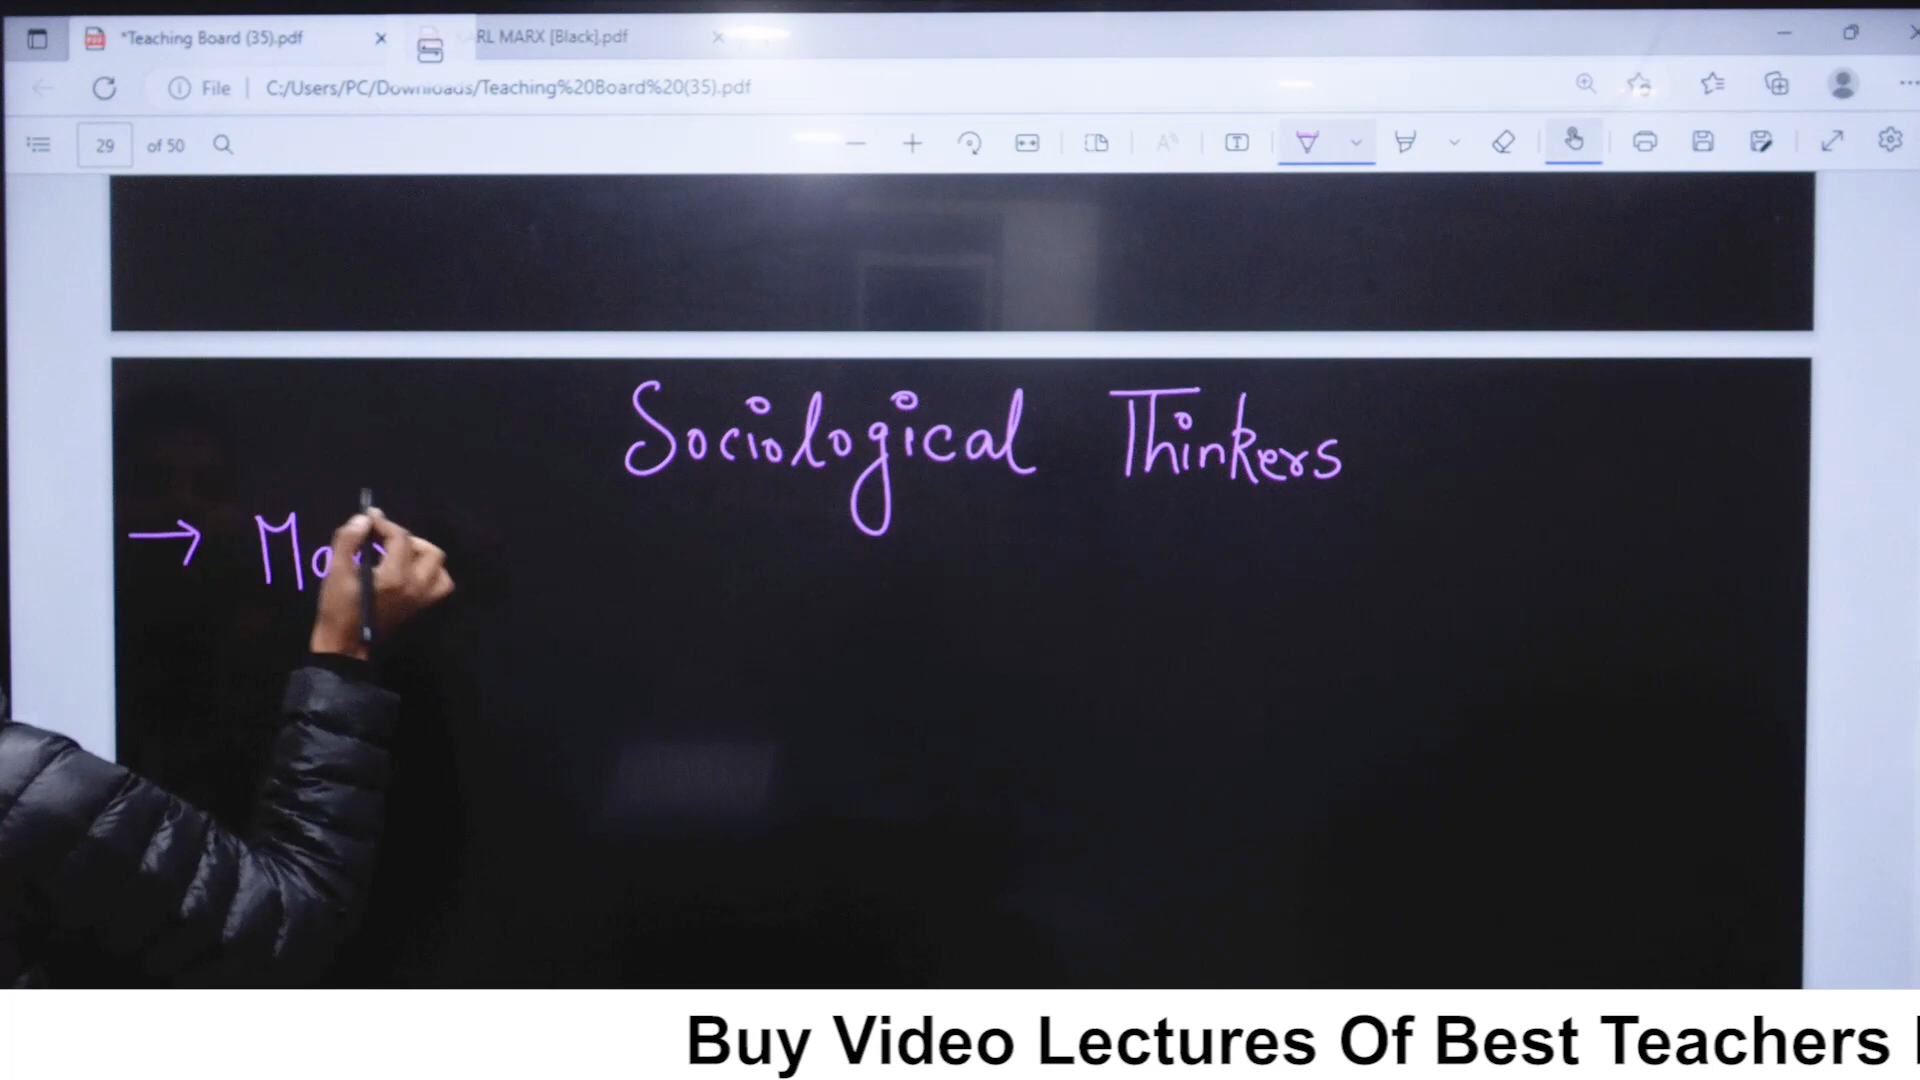 *Teaching Board (35).pdf
RL MARX [Black].pdf
File C:/Users/PC/Downloads/Teaching%20Board%20(35).pdf
29 of 50
Sociological Thinkers
→
Buy Video Lectures Of Best Teachers